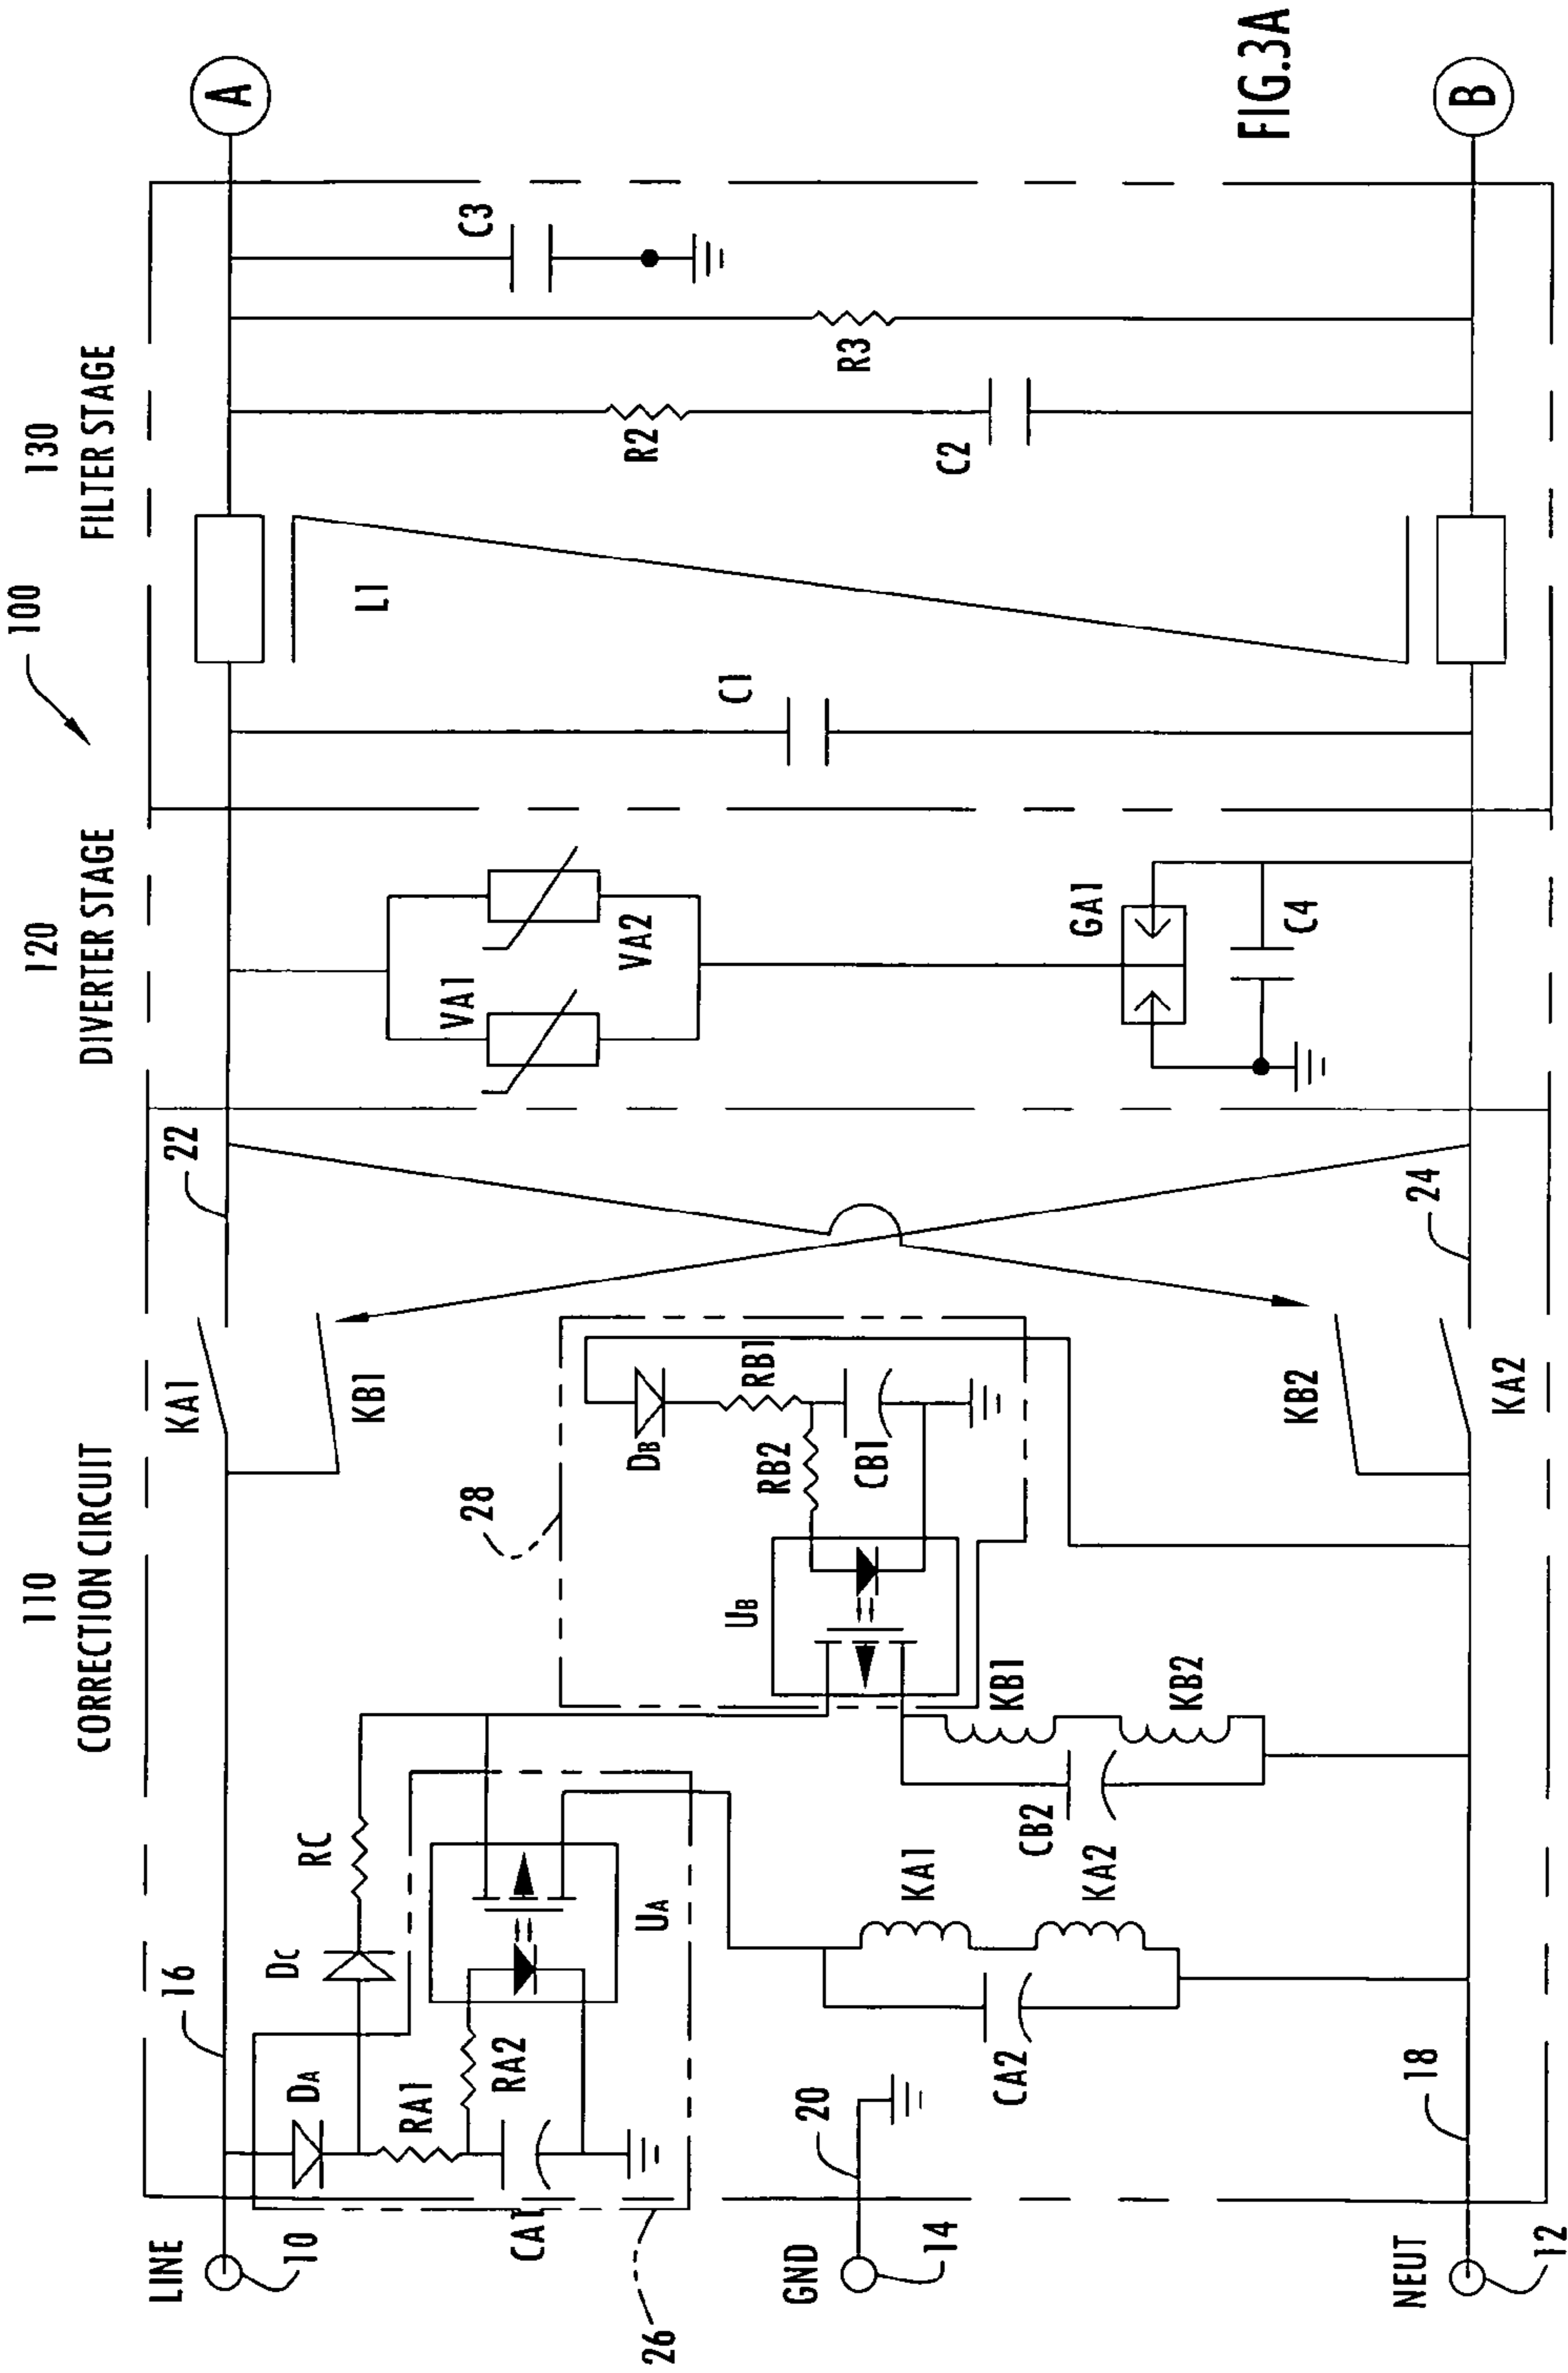 100
110
CORRECTION CIRCUIT
120
DIVERTER STAGE
130
FILTER STAGE
LINE
10
16
DA
DC
RC
RA1
RA2
CA1
UA
26
KA1
KB1
22
28
DB
RB1
RB2
CB1
UB
VA1
VA2
C1
L1
R2
C2
R3
C3
A
GND
14
20
CA2
KA1
KA2
CB2
KB1
KB2
KB2
KA2
24
GA1
C4
NEUT
12
18
B
FIG.3A